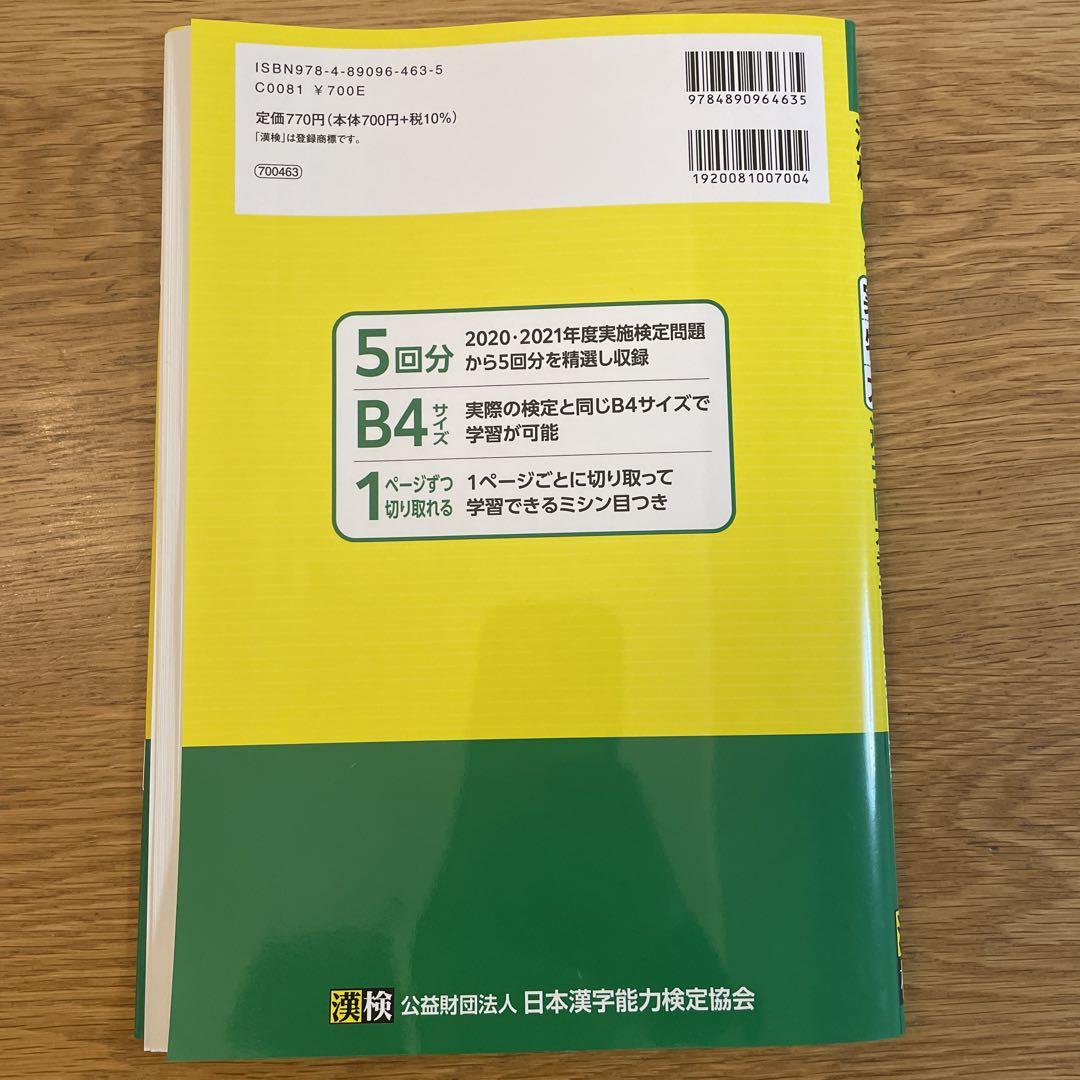 ISBN978-4-89096-463-5
C0081 ￥700E
定価770円(本体700円+税10%)
「漢検」は登録商標です。
700463
9784890964635
1920081007004
5回分
2020・2021年度実施検定問題
から5回分を精選し収録
B4サイズ
実際の検定と同じB4サイズで
学習が可能
1ページずつ
切り取れる
1ページごとに切り取って
学習できるミシン目つき
漢検 公益財団法人 日本漢字能力検定協会